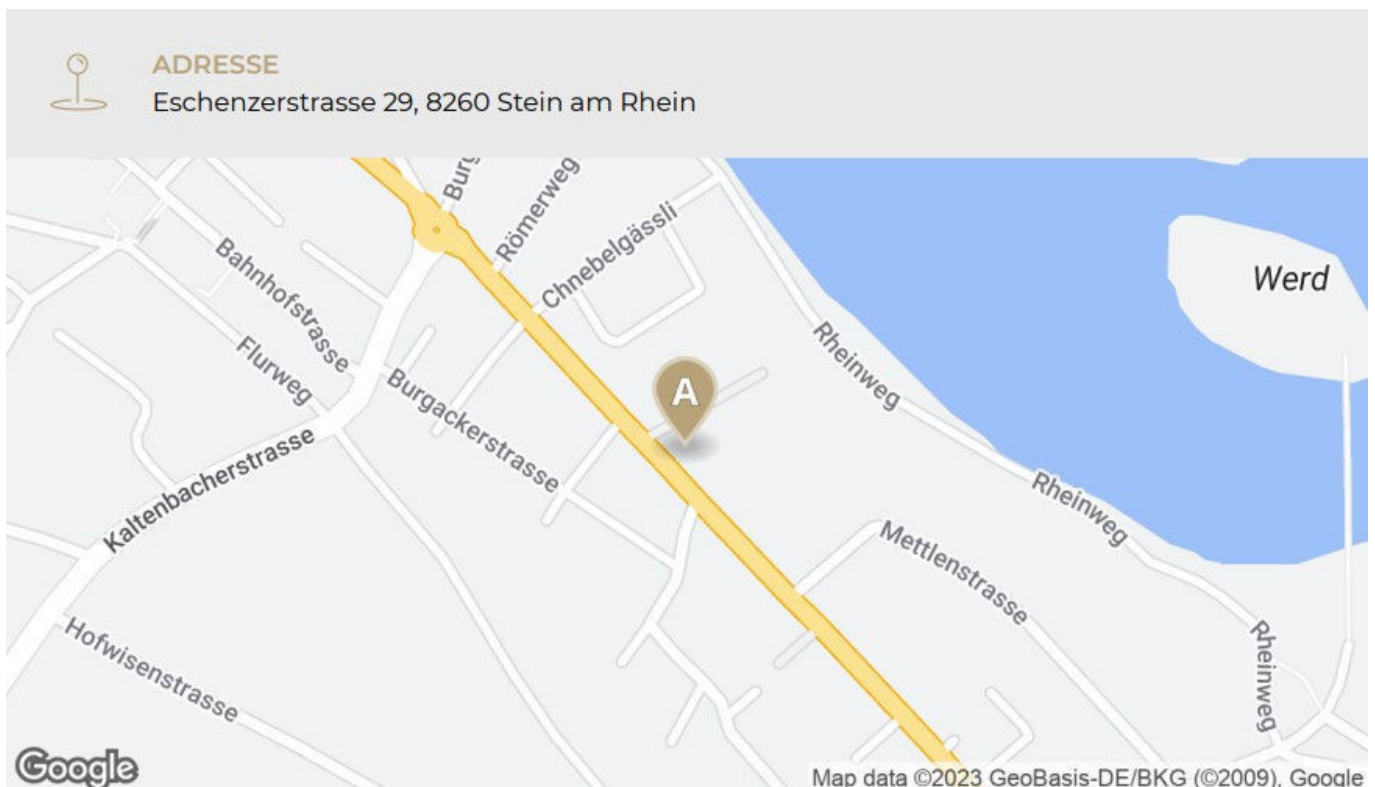 ADRESSE
Eschenzerstrasse 29, 8260 Stein am Rhein
Burg
Römerweg
Chnebelgässli
Werd
Bahnhofstrasse
Flurweg
Rheinweg
A
Burgackerstrasse
Kaltenbacherstrasse
Rheinweg
Mettlenstrasse
Hofwisenstrasse
Rheinweg
Google
Map data ©2023 GeoBasis-DE/BKG (©2009), Google